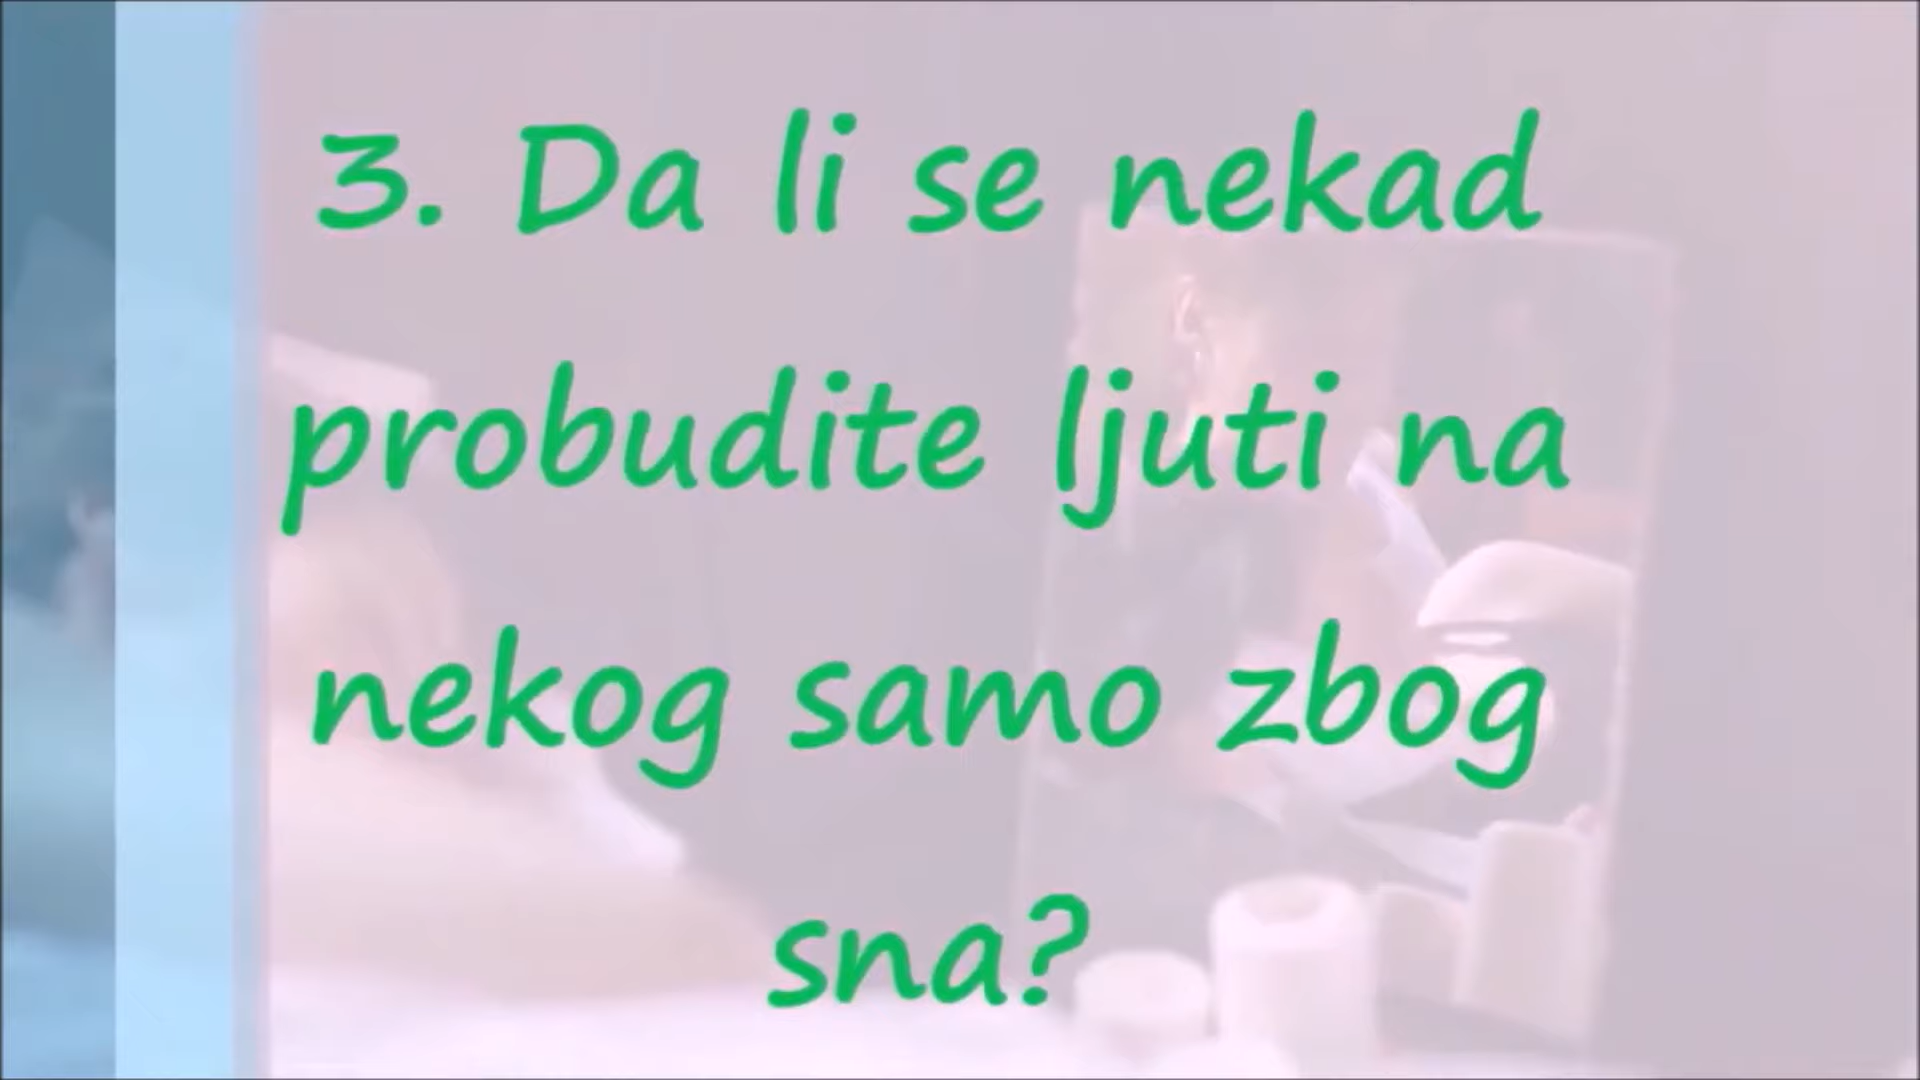 3. Da li se nekad
probudite ljuti na
nekog samo zbog
sna?